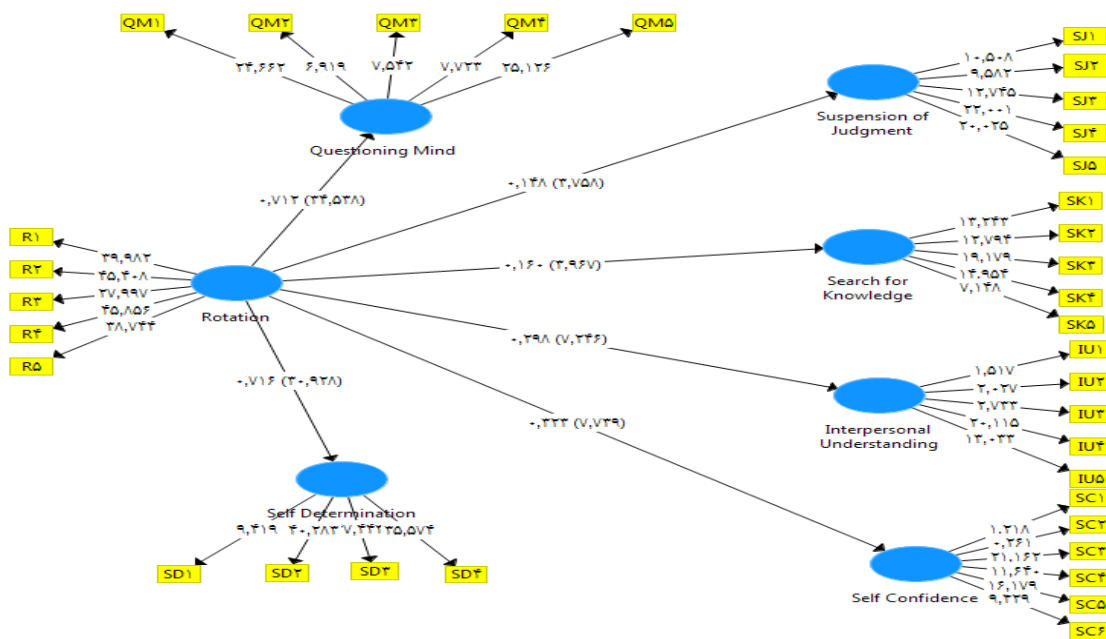 QM۱
QM۲
QM۳
QM۴
QM۵
۲۴,۶۶۲
۶,۹۱۹
۷,۵۴۲
۷,۷۲۳
۲۵,۱۲۶
Questioning Mind
۰,۷۱۲ (۳۴,۵۳۸)
SJ۱
SJ۲
SJ۳
SJ۴
SJ۵
۱۰,۵۰۸
۹,۵۸۲
۱۲,۷۴۵
۲۲,۰۰۱
۲۰,۰۲۵
Suspension of
Judgment
۰,۱۴۸ (۳,۷۵۸)
SK۱
SK۲
SK۳
SK۴
SK۵
۱۳,۲۴۳
۱۲,۷۹۴
۱۹,۱۷۹
۱۴,۹۵۴
۷,۱۴۸
Search for
Knowledge
۰,۱۶۰ (۳,۹۶۷)
R۱
R۲
R۳
R۴
R۵
۳۹,۹۸۲
۴۵,۴۰۸
۲۷,۹۹۷
۴۵,۸۵۶
۳۸,۷۴۴
Rotation
۰,۲۹۸ (۷,۲۴۶)
IU۱
IU۲
IU۳
IU۴
IU۵
۱,۵۱۷
۲,۰۲۷
۲,۷۳۳
۲۰,۱۱۵
۱۳,۰۳۳
Interpersonal
Understanding
۰,۷۱۶ (۳۰,۹۲۸)
۰,۳۲۳ (۷,۷۳۹)
Self Determination
۹,۴۱۹
۴۰,۲۸۳
۷,۴۴۲
۳۵,۵۷۴
SD۱
SD۲
SD۳
SD۴
SC۱
SC۲
SC۳
SC۴
SC۵
SC۶
۱.۲۱۸
۰,۲۶۱
۲۱,۱۶۲
۱۱,۶۴۰
۱۶,۱۷۹
۹,۳۲۹
Self Confidence